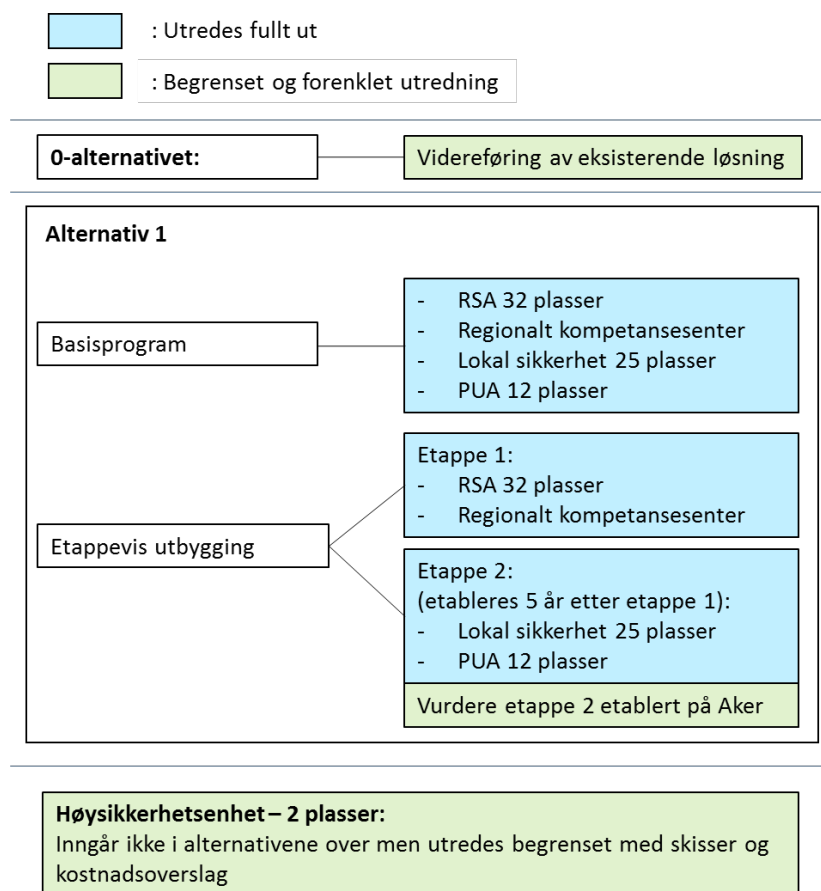 : Utredes fullt ut
: Begrenset og forenklet utredning
0-alternativet:
Videreføring av eksisterende løsning
Alternativ 1
Basisprogram
- RSA 32 plasser
- Regionalt kompetansesenter
- Lokal sikkerhet 25 plasser
- PUA 12 plasser
Etappevis utbygging
Etappe 1:
- RSA 32 plasser
- Regionalt kompetansesenter
Etappe 2:
(etableres 5 år etter etappe 1):
- Lokal sikkerhet 25 plasser
- PUA 12 plasser
Vurdere etappe 2 etablert på Aker
Høysikkerhetsenhet – 2 plasser:
Inngår ikke i alternativene over men utredes begrenset med skisser og
kostnadsoverslag